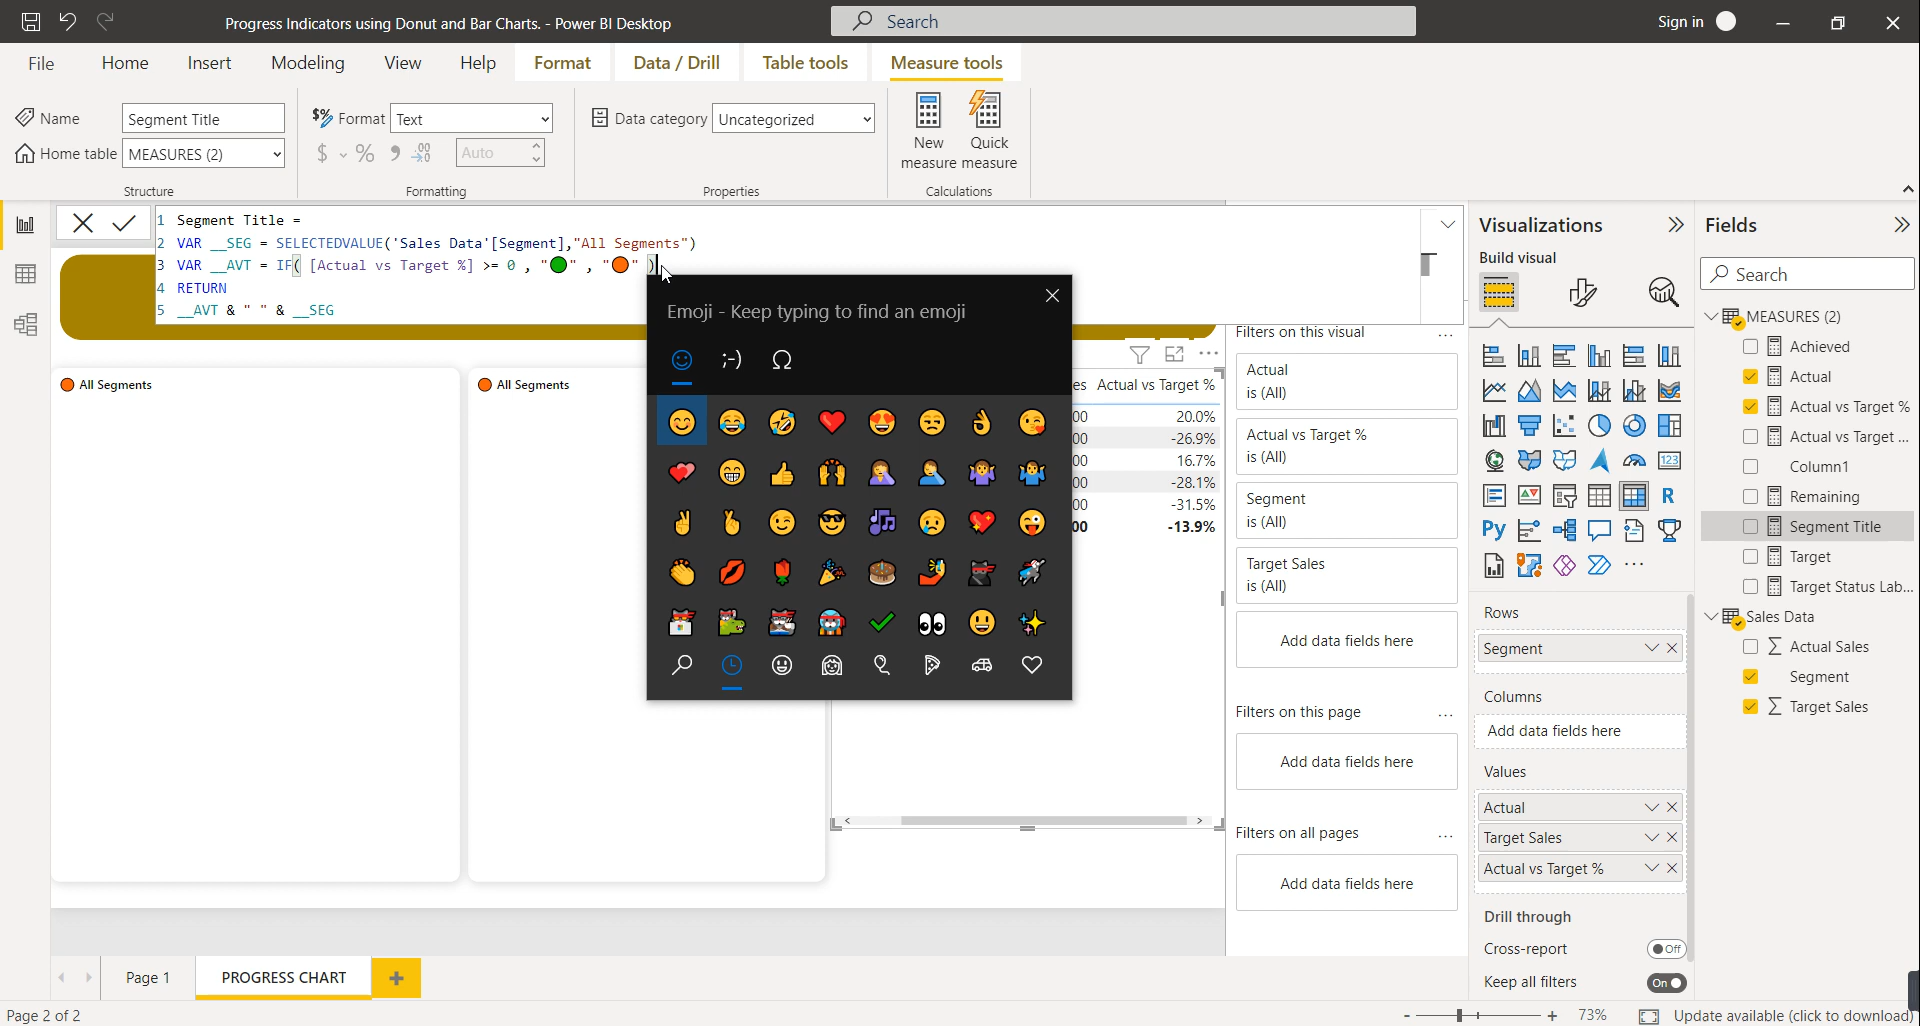 Progress Indicators using Donut and Bar Charts. - Power BI Desktop
Search
Sign in
File
Home
Insert
Modeling
View
Help
Format
Data / Drill
Table tools
Measure tools
Name
Segment Title
Home table
MEASURES (2)
Structure
Format
Text
Auto
Formatting
Data category
Uncategorized
Properties
New
measure
Quick
measure
Calculations
1 Segment Title =
2 VAR __SEG = SELECTEDVALUE('Sales Data'[Segment],"All Segments")
3 VAR __AVT = IF( [Actual vs Target %] >= 0 , "🟢" , "🟠" )
4 RETURN
5 __AVT & " " & __SEG
All Segments
All Segments
Emoji - Keep typing to find an emoji
;-)
Ω
es Actual vs Target %
00 20.0%
00 -26.9%
00 16.7%
00 -28.1%
00 -31.5%
00 -13.9%
Filters on this visual
Actual
is (All)
Actual vs Target %
is (All)
Segment
is (All)
Target Sales
is (All)
Add data fields here
Filters on this page
Add data fields here
Filters on all pages
Add data fields here
Visualizations
Build visual
123
R
Py
Rows
Segment
Columns
Add data fields here
Values
Actual
Target Sales
Actual vs Target %
Drill through
Cross-report
Off
Keep all filters
On
Fields
Search
MEASURES (2)
Achieved
Actual
Actual vs Target %
Actual vs Target ...
Column1
Remaining
Segment Title
Target
Target Status Lab...
Sales Data
Actual Sales
Segment
Target Sales
Page 1
PROGRESS CHART
+
Page 2 of 2
- + 73%
Update available (click to download)